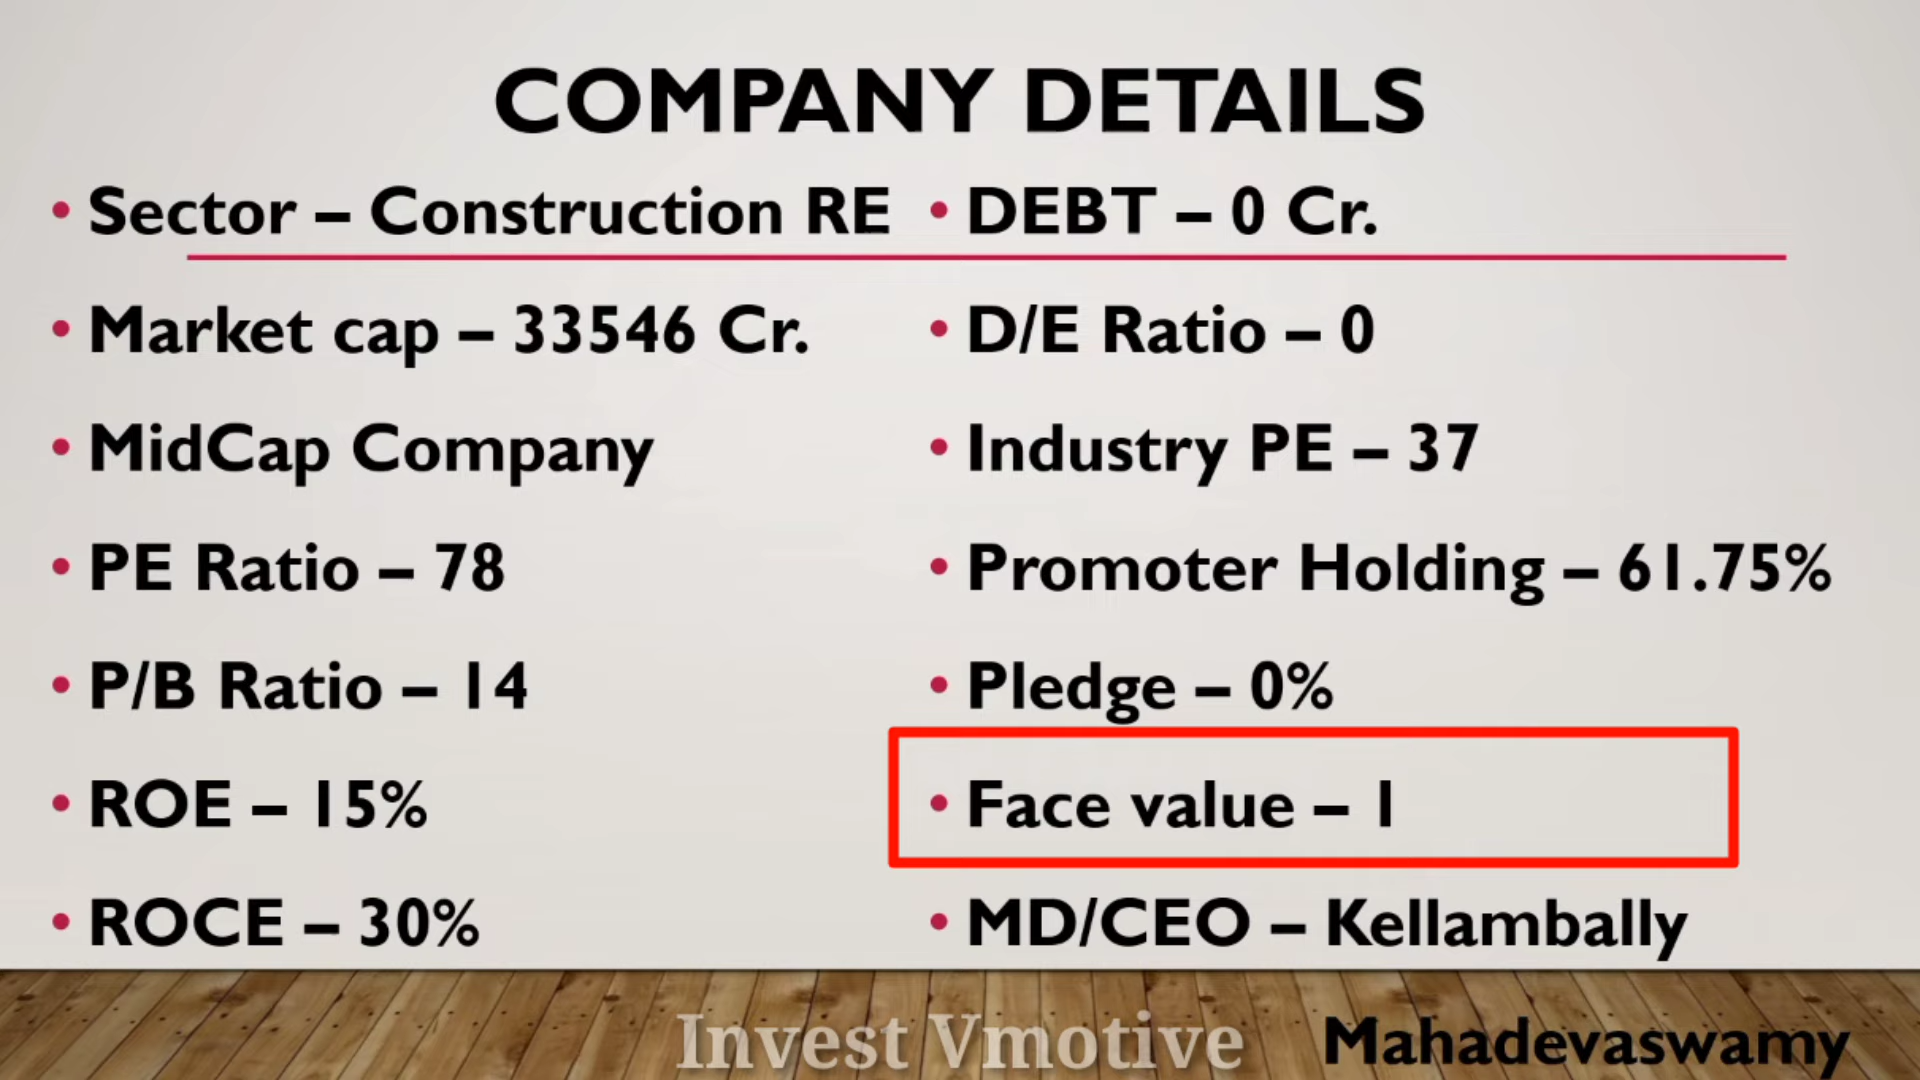 COMPANY DETAILS
• Sector – Construction RE
• Market cap – 33546 Cr.
• MidCap Company
• PE Ratio – 78
• P/B Ratio – 14
• ROE – 15%
• ROCE – 30%
• DEBT – 0 Cr.
• D/E Ratio – 0
• Industry PE – 37
• Promoter Holding – 61.75%
• Pledge – 0%
• Face value – 1
• MD/CEO – Kellambally
Mahadevaswamy
Invest Vmotive